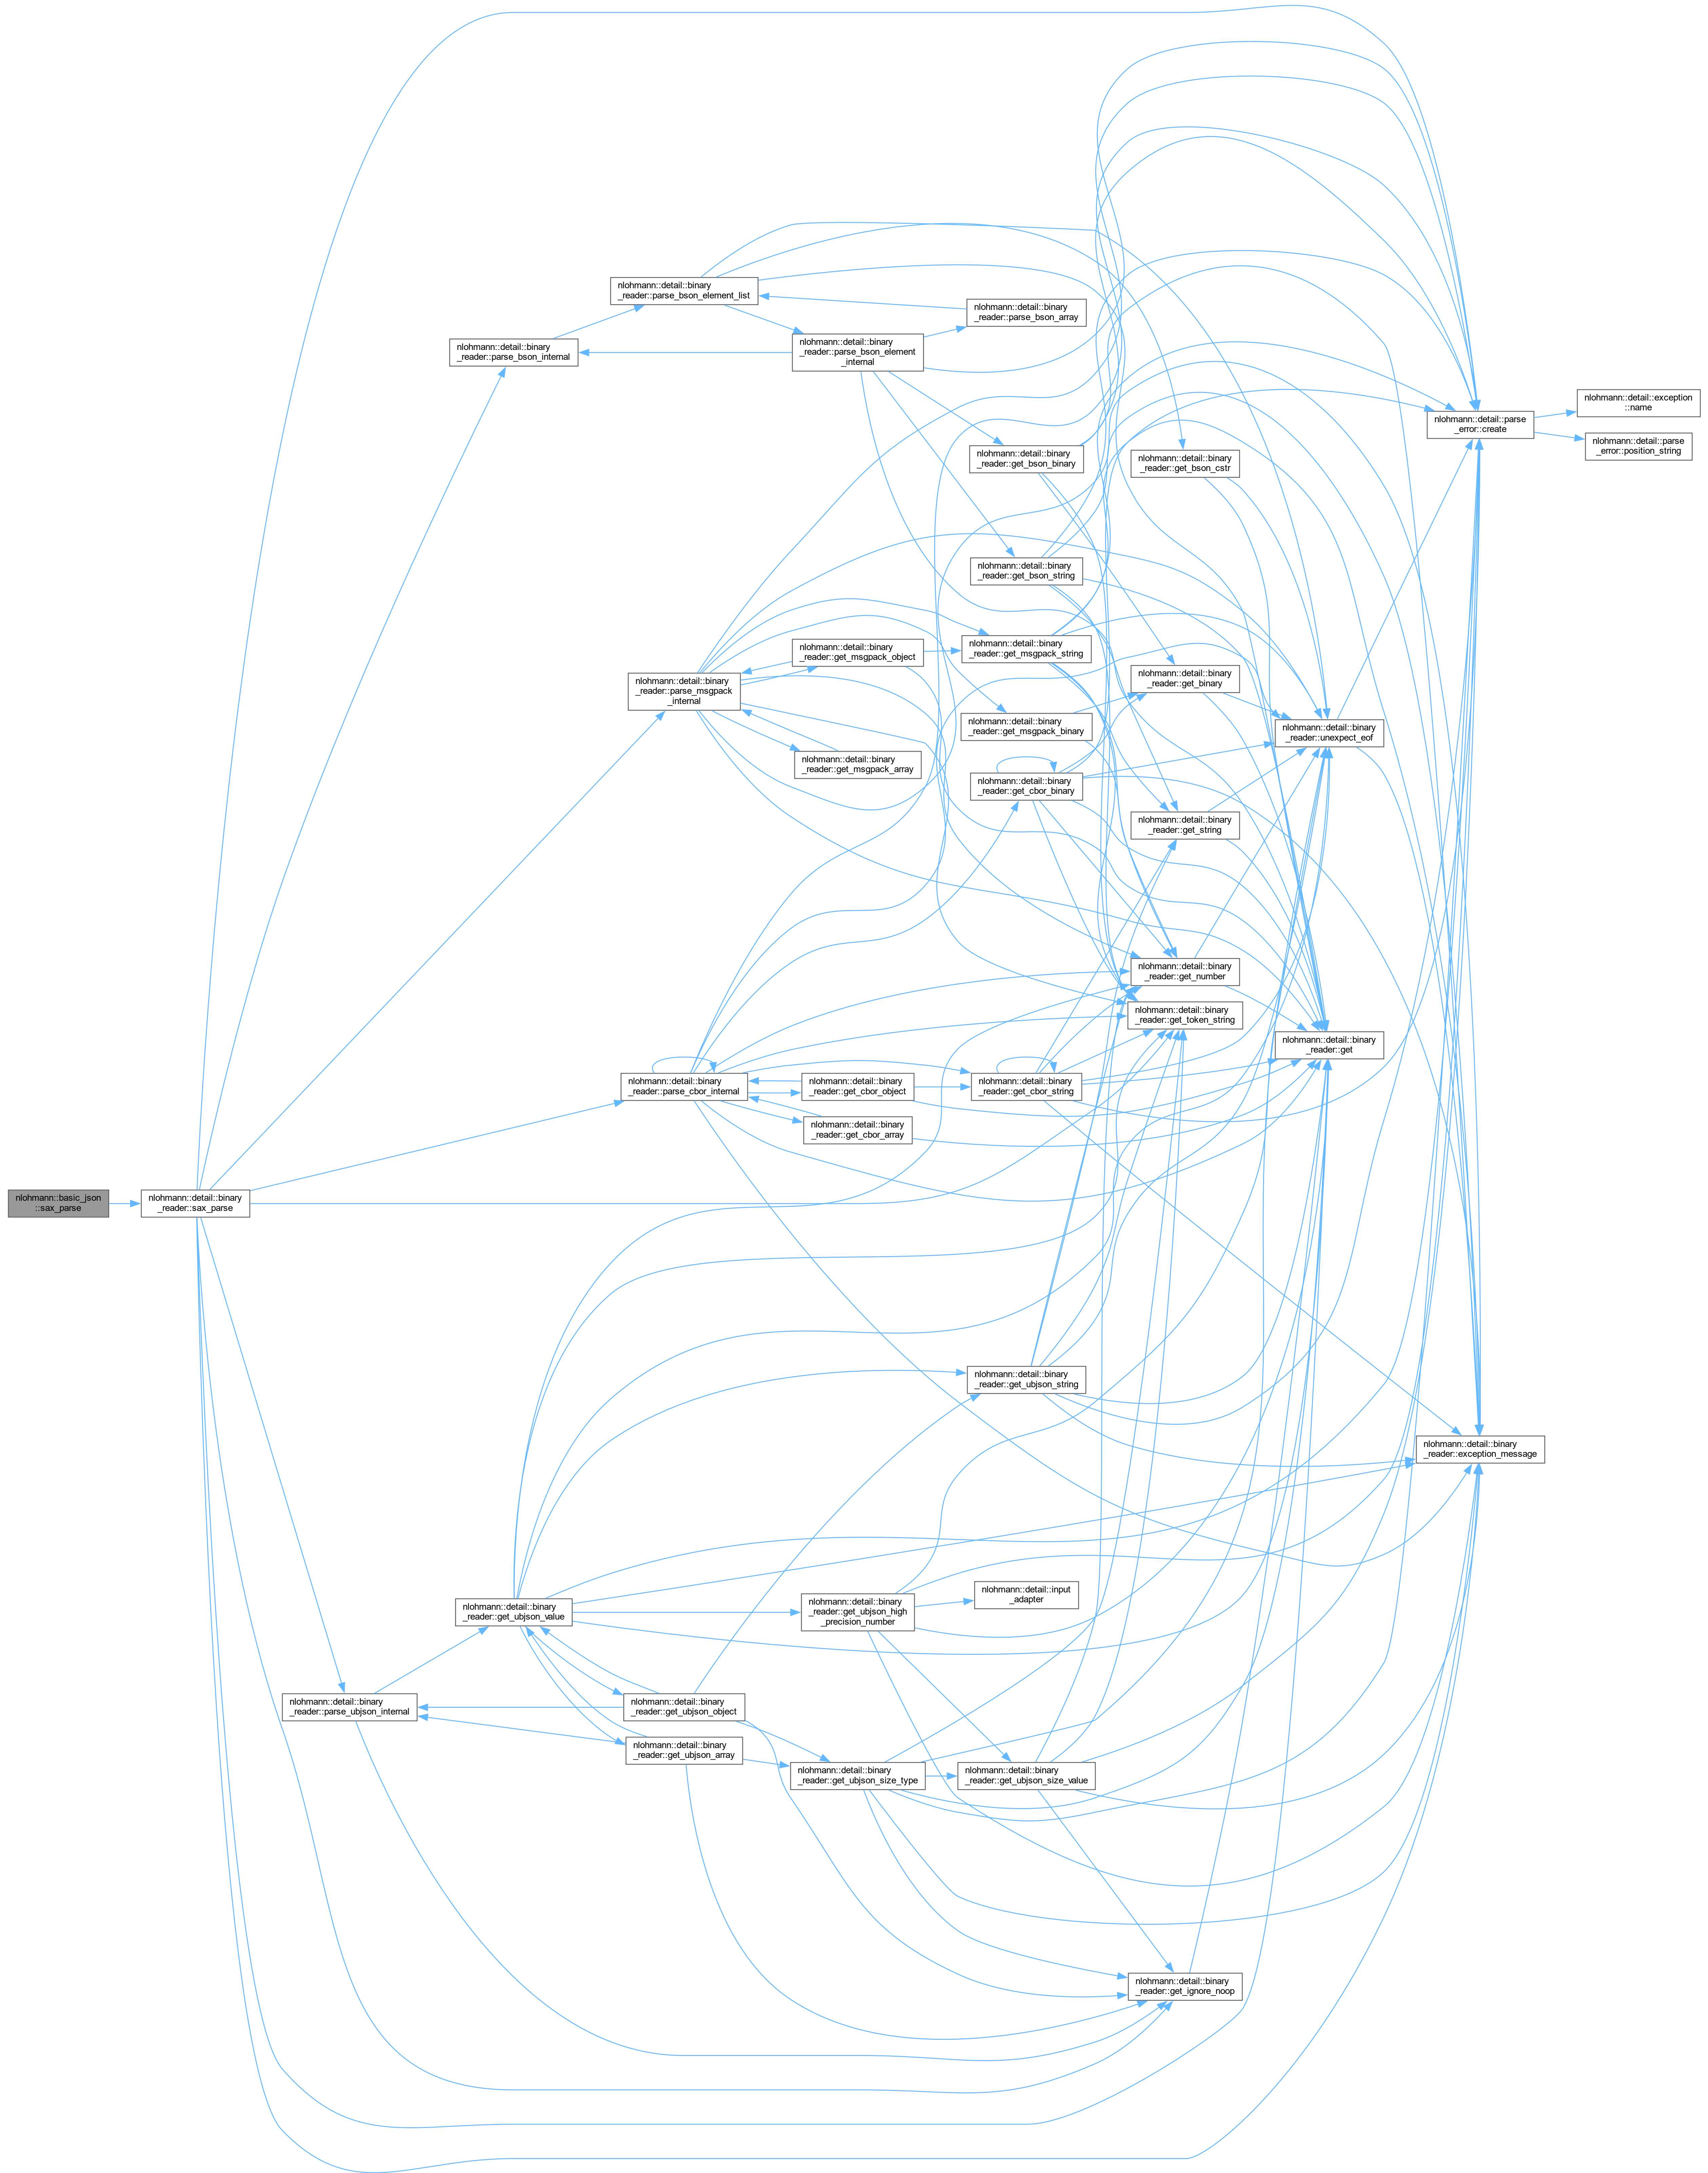 nlohmann::basic_json
::sax_parse
nlohmann::detail::binary
_reader::sax_parse
nlohmann::detail::binary
_reader::parse_bson_internal
nlohmann::detail::binary
_reader::parse_bson_element_list
nlohmann::detail::binary
_reader::parse_bson_element
_internal
nlohmann::detail::binary
_reader::parse_bson_array
nlohmann::detail::binary
_reader::get_bson_binary
nlohmann::detail::binary
_reader::get_bson_cstr
nlohmann::detail::parse
_error::create
nlohmann::detail::exception
::name
nlohmann::detail::parse
_error::position_string
nlohmann::detail::binary
_reader::get_bson_string
nlohmann::detail::binary
_reader::parse_msgpack
_internal
nlohmann::detail::binary
_reader::get_msgpack_object
nlohmann::detail::binary
_reader::get_msgpack_string
nlohmann::detail::binary
_reader::get_binary
nlohmann::detail::binary
_reader::get_msgpack_binary
nlohmann::detail::binary
_reader::unexpect_eof
nlohmann::detail::binary
_reader::get_msgpack_array
nlohmann::detail::binary
_reader::get_cbor_binary
nlohmann::detail::binary
_reader::get_string
nlohmann::detail::binary
_reader::get_number
nlohmann::detail::binary
_reader::get_token_string
nlohmann::detail::binary
_reader::get
nlohmann::detail::binary
_reader::parse_cbor_internal
nlohmann::detail::binary
_reader::get_cbor_object
nlohmann::detail::binary
_reader::get_cbor_string
nlohmann::detail::binary
_reader::get_cbor_array
nlohmann::detail::binary
_reader::get_ubjson_string
nlohmann::detail::binary
_reader::exception_message
nlohmann::detail::binary
_reader::get_ubjson_value
nlohmann::detail::binary
_reader::get_ubjson_high
_precision_number
nlohmann::detail::input
_adapter
nlohmann::detail::binary
_reader::parse_ubjson_internal
nlohmann::detail::binary
_reader::get_ubjson_object
nlohmann::detail::binary
_reader::get_ubjson_array
nlohmann::detail::binary
_reader::get_ubjson_size_type
nlohmann::detail::binary
_reader::get_ubjson_size_value
nlohmann::detail::binary
_reader::get_ignore_noop